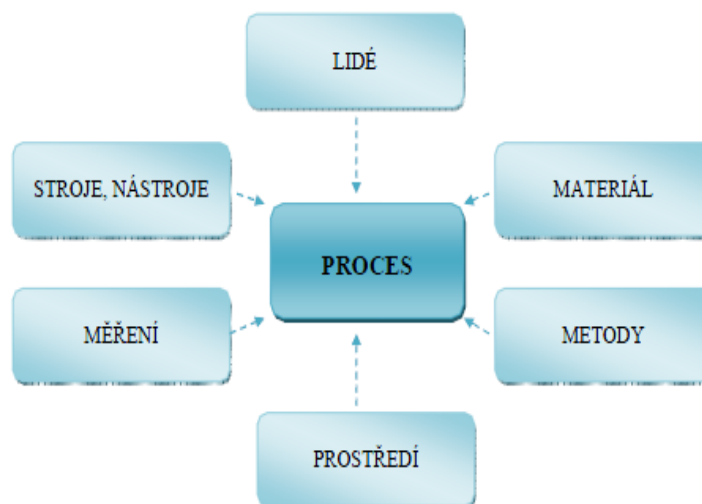 LIDÉ
STROJE, NÁSTROJE
MATERIÁL
PROCES
MĚŘENÍ
METODY
PROSTŘEDÍ